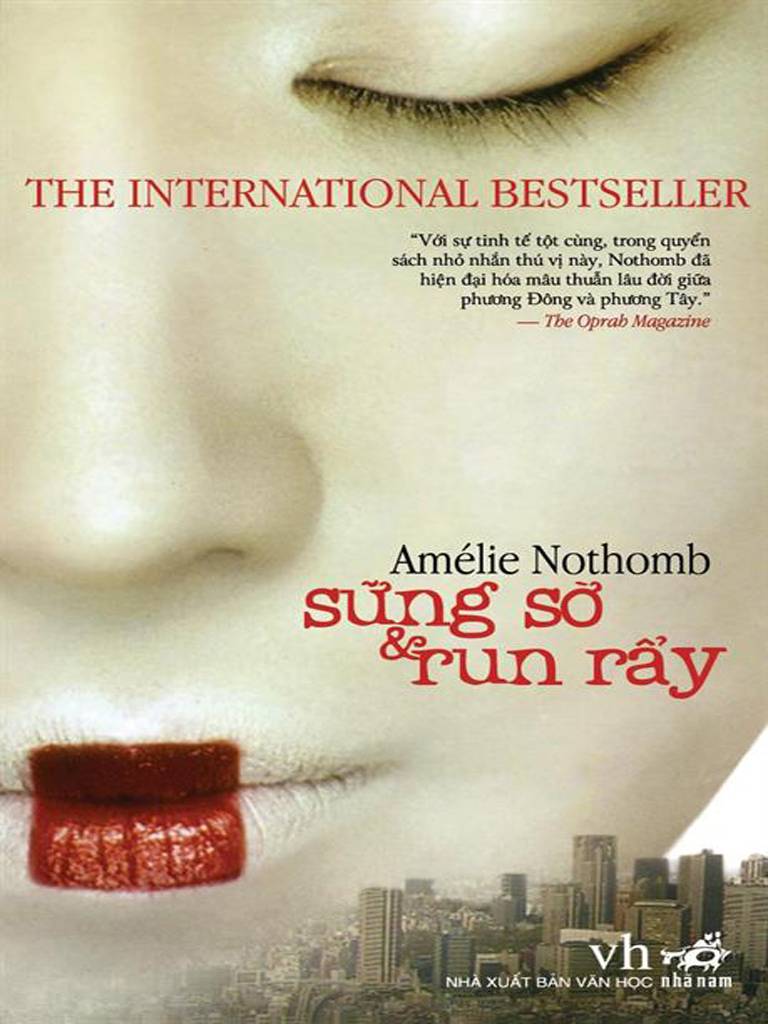 THE INTERNATIONAL BESTSELLER
“Với sự tinh tế tột cùng, trong quyển
sách nhỏ nhắn thú vị này, Nothomb đã
hiện đại hóa mâu thuẫn lâu đời giữa
phương Đông và phương Tây.”
— The Oprah Magazine
Amélie Nothomb
sững sờ
& run rẩy
vh
NHÀ XUẤT BẢN VĂN HỌC nhã nam